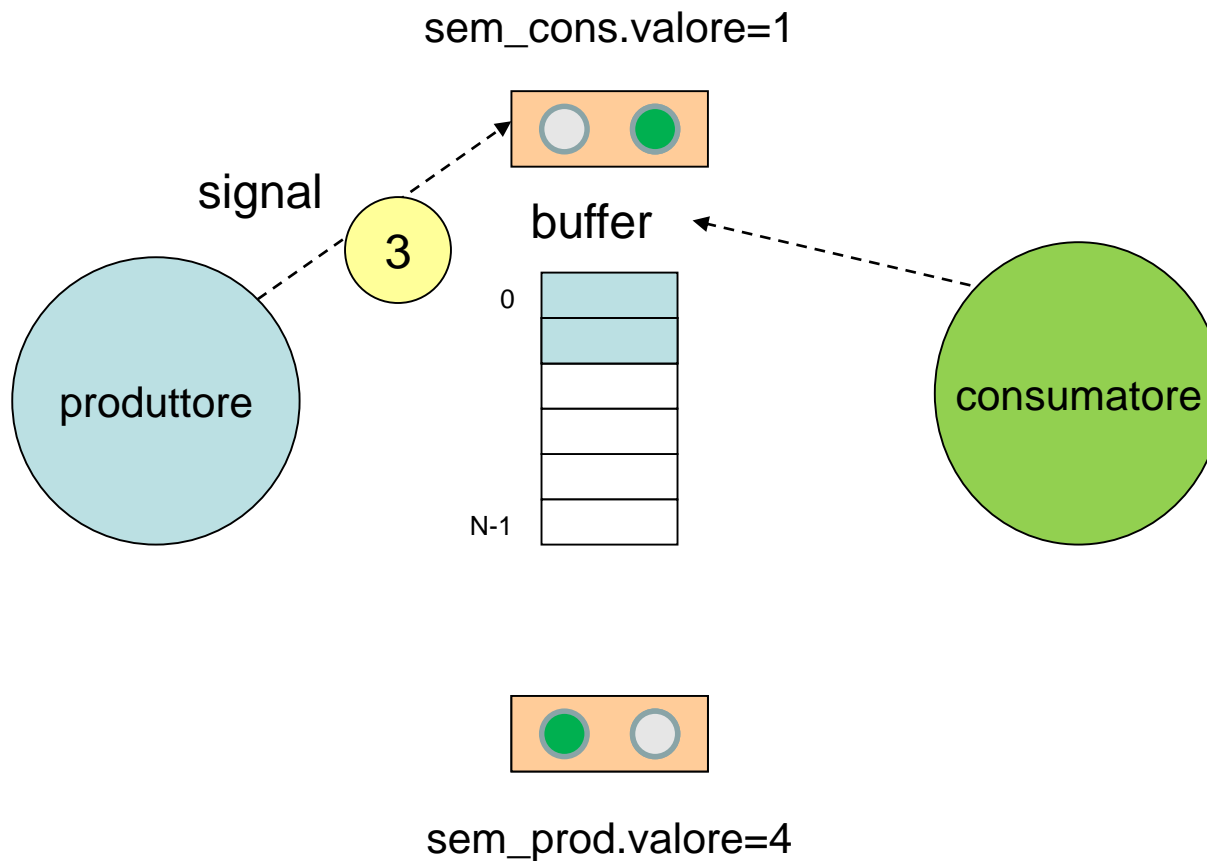 sem_cons.valore=1
signal
3
buffer
0
produttore
consumatore
N-1
sem_prod.valore=4